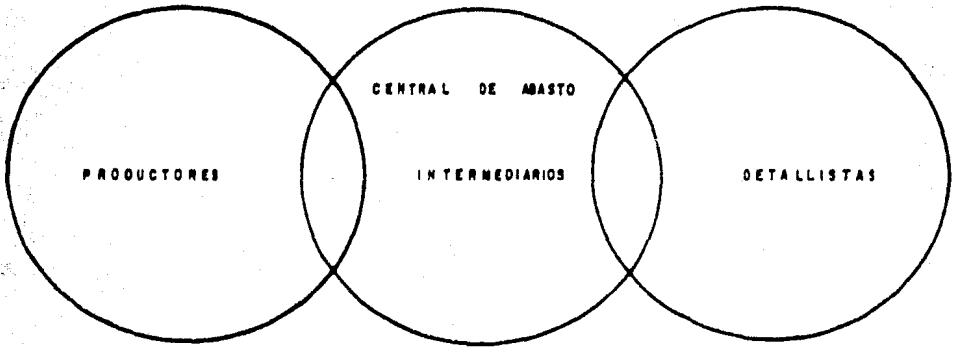 CENTRAL DE ABASTO
PRODUCTORES
INTERMEDIARIOS
DETALLISTAS